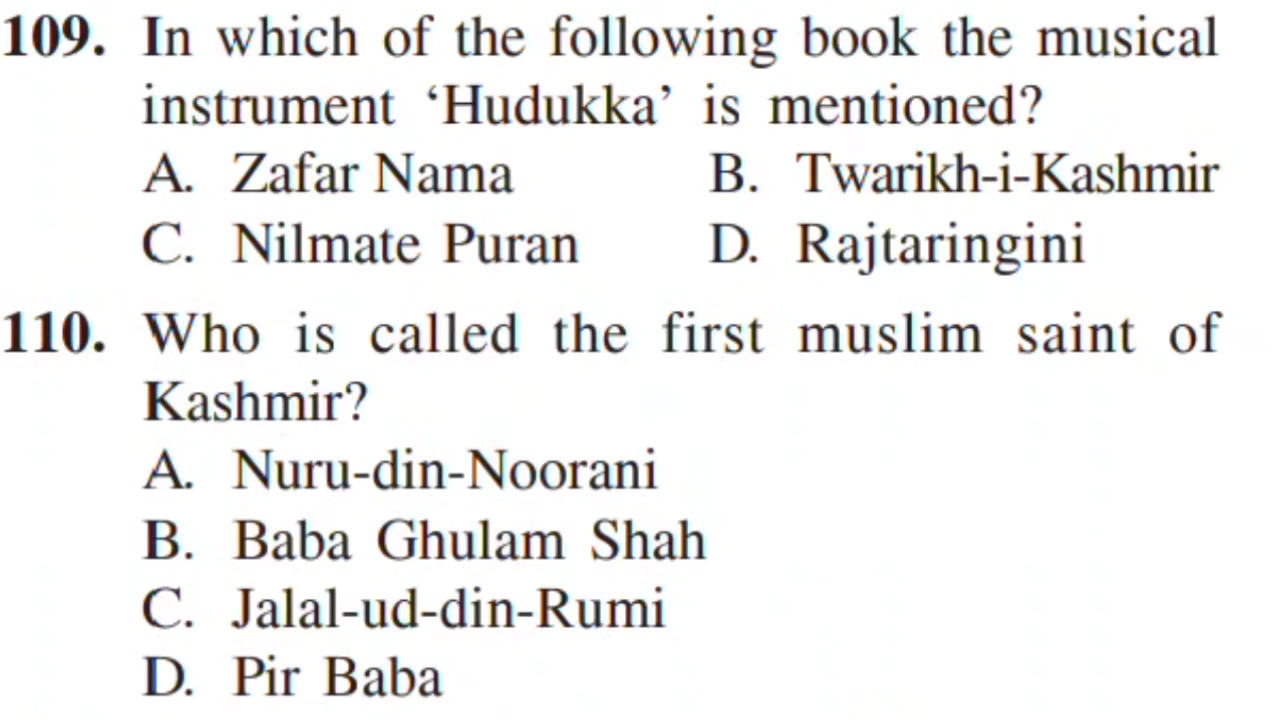 109. In which of the following book the musical
instrument ‘Hudukka’ is mentioned?
A. Zafar Nama B. Twarikh-i-Kashmir
C. Nilmate Puran D. Rajtaringini
110. Who is called the first muslim saint of
Kashmir?
A. Nuru-din-Noorani
B. Baba Ghulam Shah
C. Jalal-ud-din-Rumi
D. Pir Baba